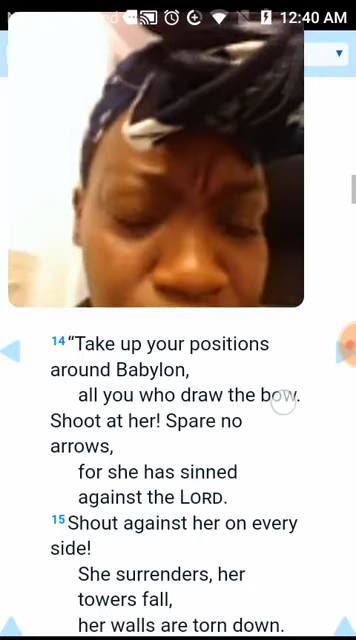 12:40 AM
14 “Take up your positions
around Babylon,
all you who draw the bow.
Shoot at her! Spare no
arrows,
for she has sinned
against the LORD.
15 Shout against her on every
side!
She surrenders, her
towers fall,
her walls are torn down.